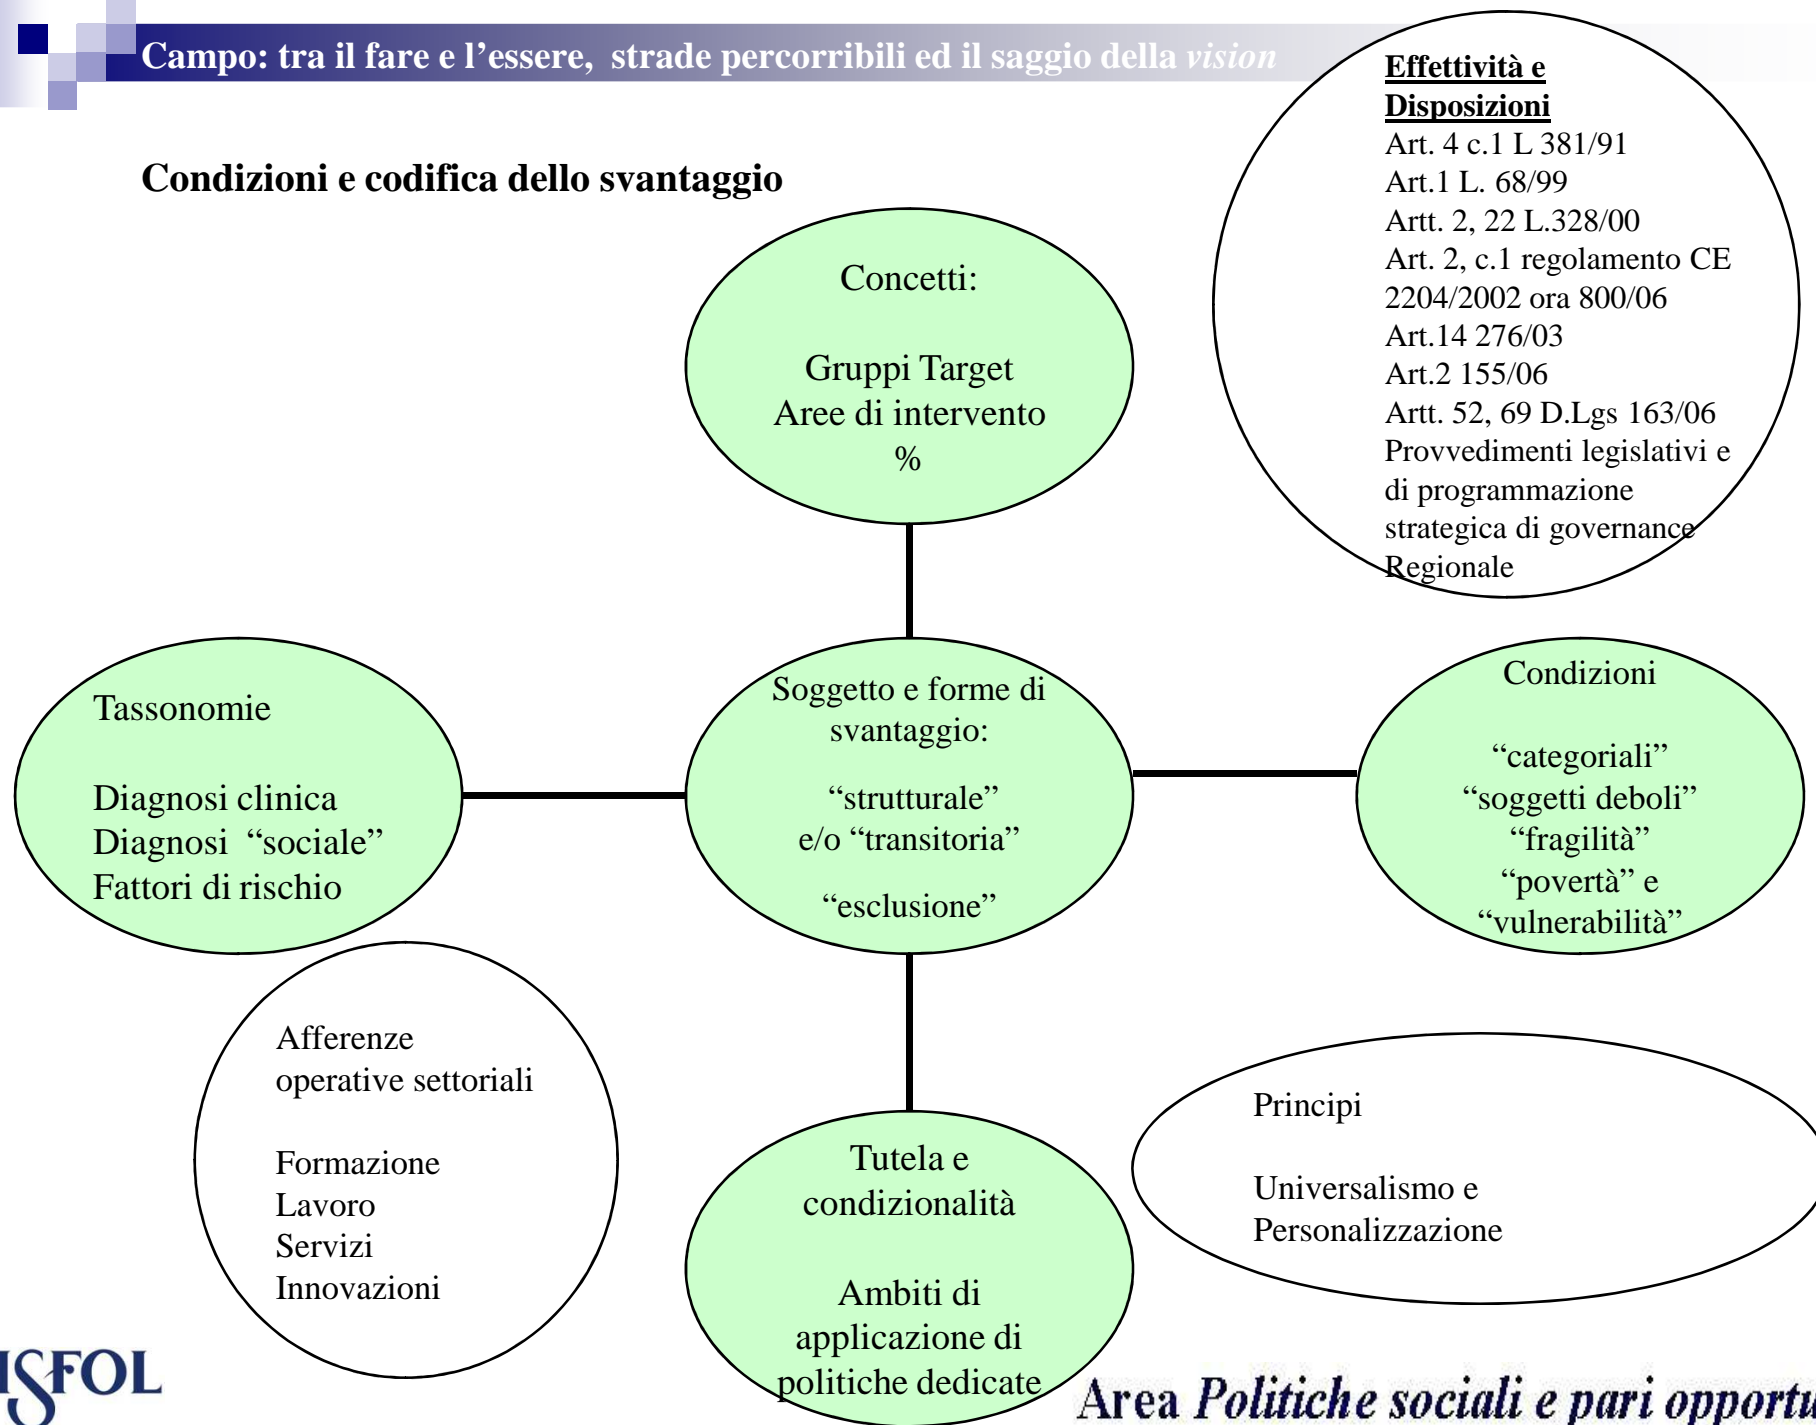 Campo: tra il fare e l’essere, strade percorribili ed il saggio della vision
Condizioni e codifica dello svantaggio
Effettività e
Disposizioni
Art. 4 c.1 L 381/91
Art.1 L. 68/99
Artt. 2, 22 L.328/00
Art. 2, c.1 regolamento CE
2204/2002 ora 800/06
Art.14 276/03
Art.2 155/06
Artt. 52, 69 D.Lgs 163/06
Provvedimenti legislativi e
di programmazione
strategica di governance
Regionale
Concetti:
Gruppi Target
Aree di intervento
%
Tassonomie
Diagnosi clinica
Diagnosi “sociale”
Fattori di rischio
Soggetto e forme di
svantaggio:
“strutturale”
e/o “transitoria”
“esclusione”
Condizioni
“categoriali”
“soggetti deboli”
“fragilità”
“povertà” e
“vulnerabilità”
Afferenze
operative settoriali
Formazione
Lavoro
Servizi
Innovazioni
Tutela e
condizionalità
Ambiti di
applicazione di
politiche dedicate
Principi
Universalismo e
Personalizzazione
ISFOL
Area Politiche sociali e pari opportu